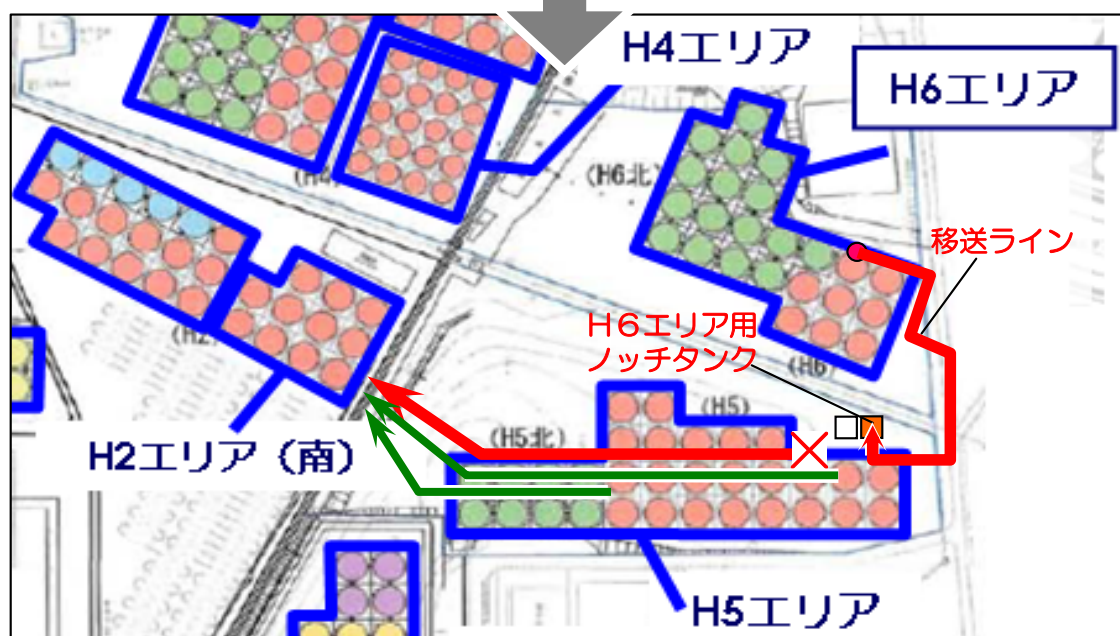 H4エリア
H6エリア
(H4)
(H6北)
移送ライン
H6エリア用
ノッチタンク
(H2)
(H6)
(H5)
H2エリア（南）
(H5北)
H5エリア